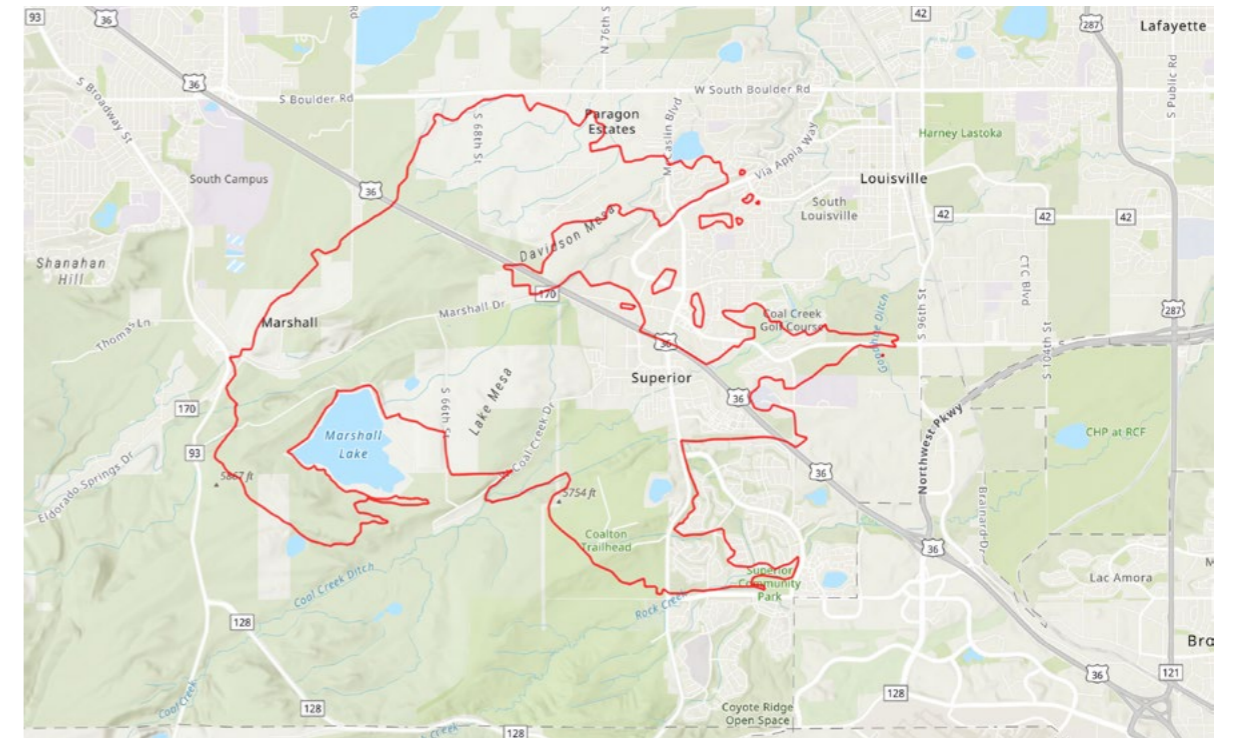 93
36
Rd
N 76th S
42
287
Lafayette
S Broadway St
36
S Boulder Rd
W South Boulder Rd
S Public Rd
S 68th St
Paragon
Estates
Harney Lastoka
Via Appia Way
South Campus
36
Louisville
South
Louisville
42
42
42
Davidson Mesa
Shanahan
Hill
170
CTC Blvd
Marshall Dr
Marshall
Thomas Ln
Coal Creek
Golf Course
Goodhue Ditch
S 96th St
287
S 104th St
36
Superior
Lake Mesa
S 66th St
36
170
Marshall
Lake
Coal Creek Dr
Northwest Pkwy
CHP at RCF
93
Eldorado Springs Dr
36
5754 ft
Brainard Dr
Coalton
Trailhead
36
Superior
Community
Park
Lac Amora
Coal Creek Ditch
Rock Creek
128
Bro
36
121
128
128
Coal Creek
Coyote Ridge
Open Space
128
Creek